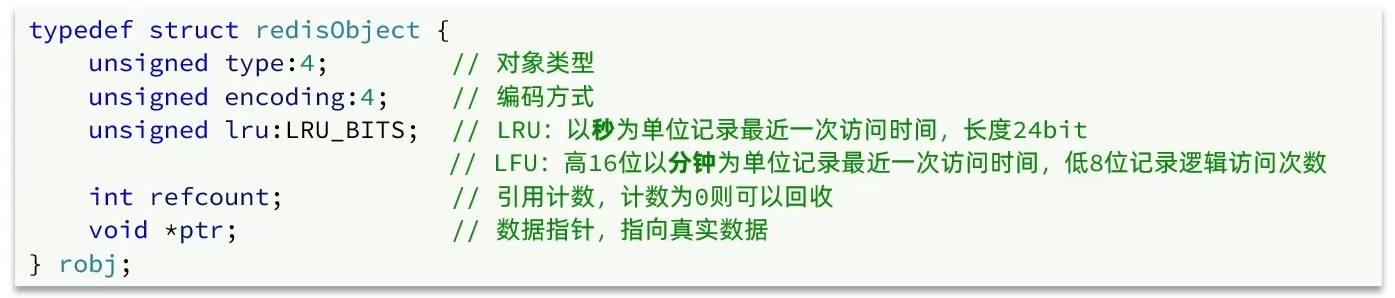 typedef struct redisObject {
    unsigned type:4;         // 对象类型
    unsigned encoding:4;     // 编码方式
    unsigned lru:LRU_BITS;   // LRU：以秒为单位记录最近一次访问时间，长度24bit
                             // LFU：高16位以分钟为单位记录最近一次访问时间，低8位记录逻辑访问次数
    int refcount;            // 引用计数，计数为0则可以回收
    void *ptr;               // 数据指针，指向真实数据
} robj;